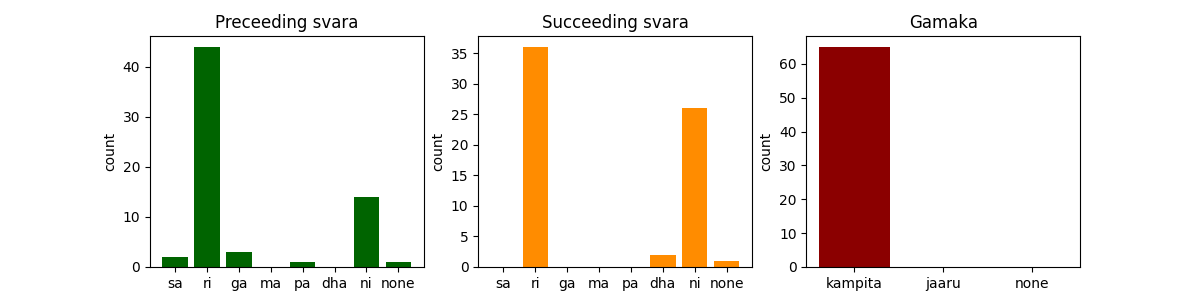 Preceeding svara
count
40
30
20
10
0
sa ri ga ma pa dha ni none
Succeeding svara
count
35
30
25
20
15
10
5
0
sa ri ga ma pa dha ni none
Gamaka
count
60
50
40
30
20
10
0
kampita jaaru none